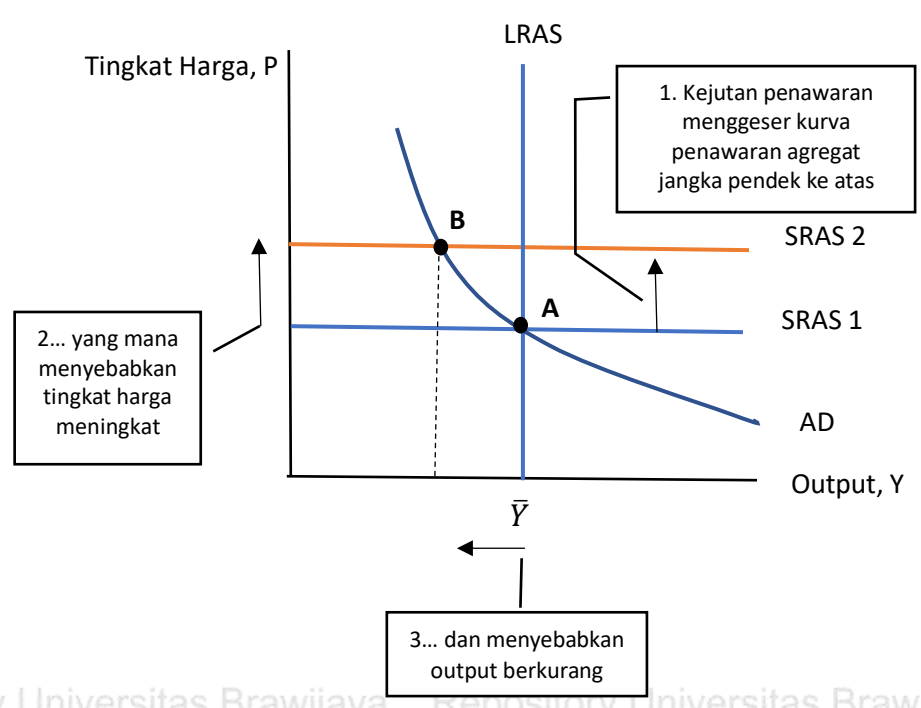 LRAS
Tingkat Harga, P
1. Kejutan penawaran
menggeser kurva
penawaran agregat
jangka pendek ke atas
B
SRAS 2
A
SRAS 1
2... yang mana
menyebabkan
tingkat harga
meningkat
AD
Output, Y
Ȳ
3... dan menyebabkan
output berkurang
y Universitas Brawijaya Repository Universitas Braw